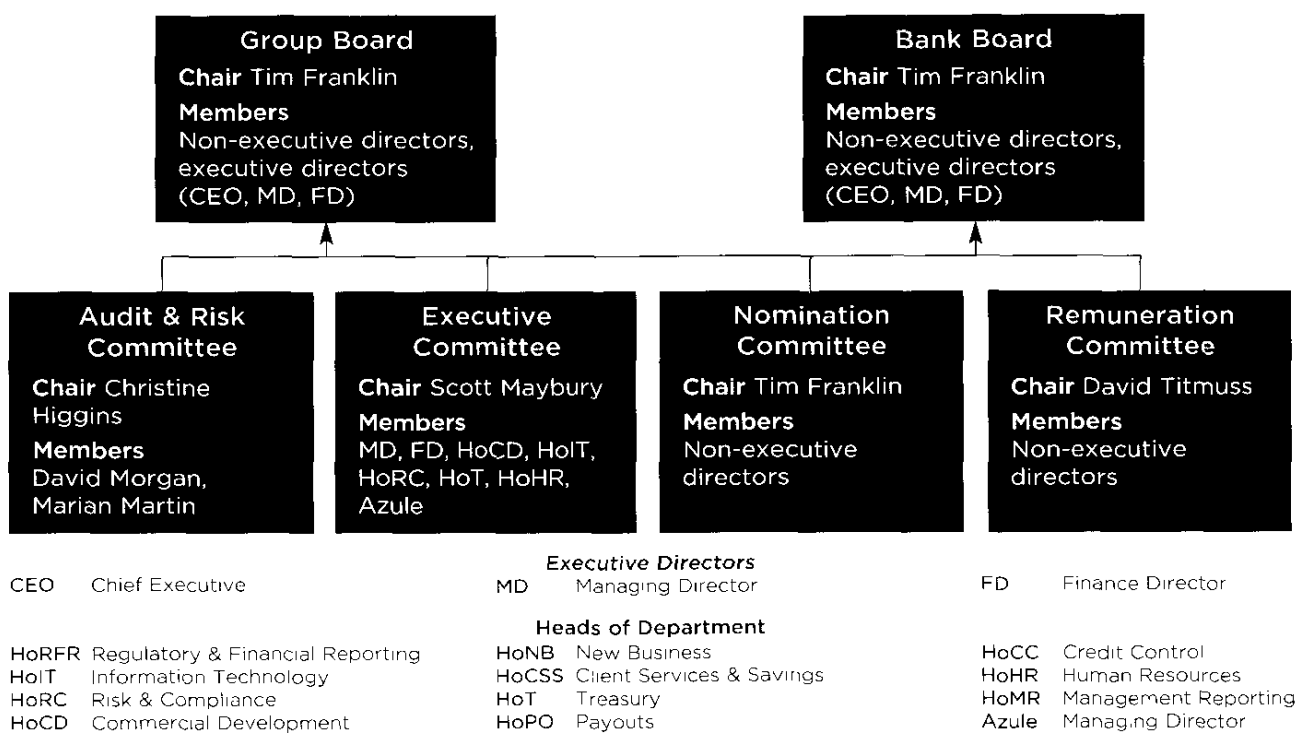 Group Board
Chair Tim Franklin
Members
Non-executive directors,
executive directors
(CEO, MD, FD)
Bank Board
Chair Tim Franklin
Members
Non-executive directors,
executive directors
(CEO, MD, FD)
Audit & Risk
Committee
Chair Christine
Higgins
Members
David Morgan,
Marian Martin
Executive
Committee
Chair Scott Maybury
Members
MD, FD, HoCD, HoIT,
HoRC, HoT, HoHR,
Azule
Nomination
Committee
Chair Tim Franklin
Members
Non-executive
directors
Remuneration
Committee
Chair David Titmuss
Members
Non-executive
directors
Executive Directors
CEO Chief Executive MD Managing Director FD Finance Director
Heads of Department
HoRFR Regulatory & Financial Reporting HoNB New Business HoCC Credit Control
HoIT Information Technology HoCSS Client Services & Savings HoHR Human Resources
HoRC Risk & Compliance HoT Treasury HoMR Management Reporting
HoCD Commercial Development HoPO Payouts Azule Managing Director